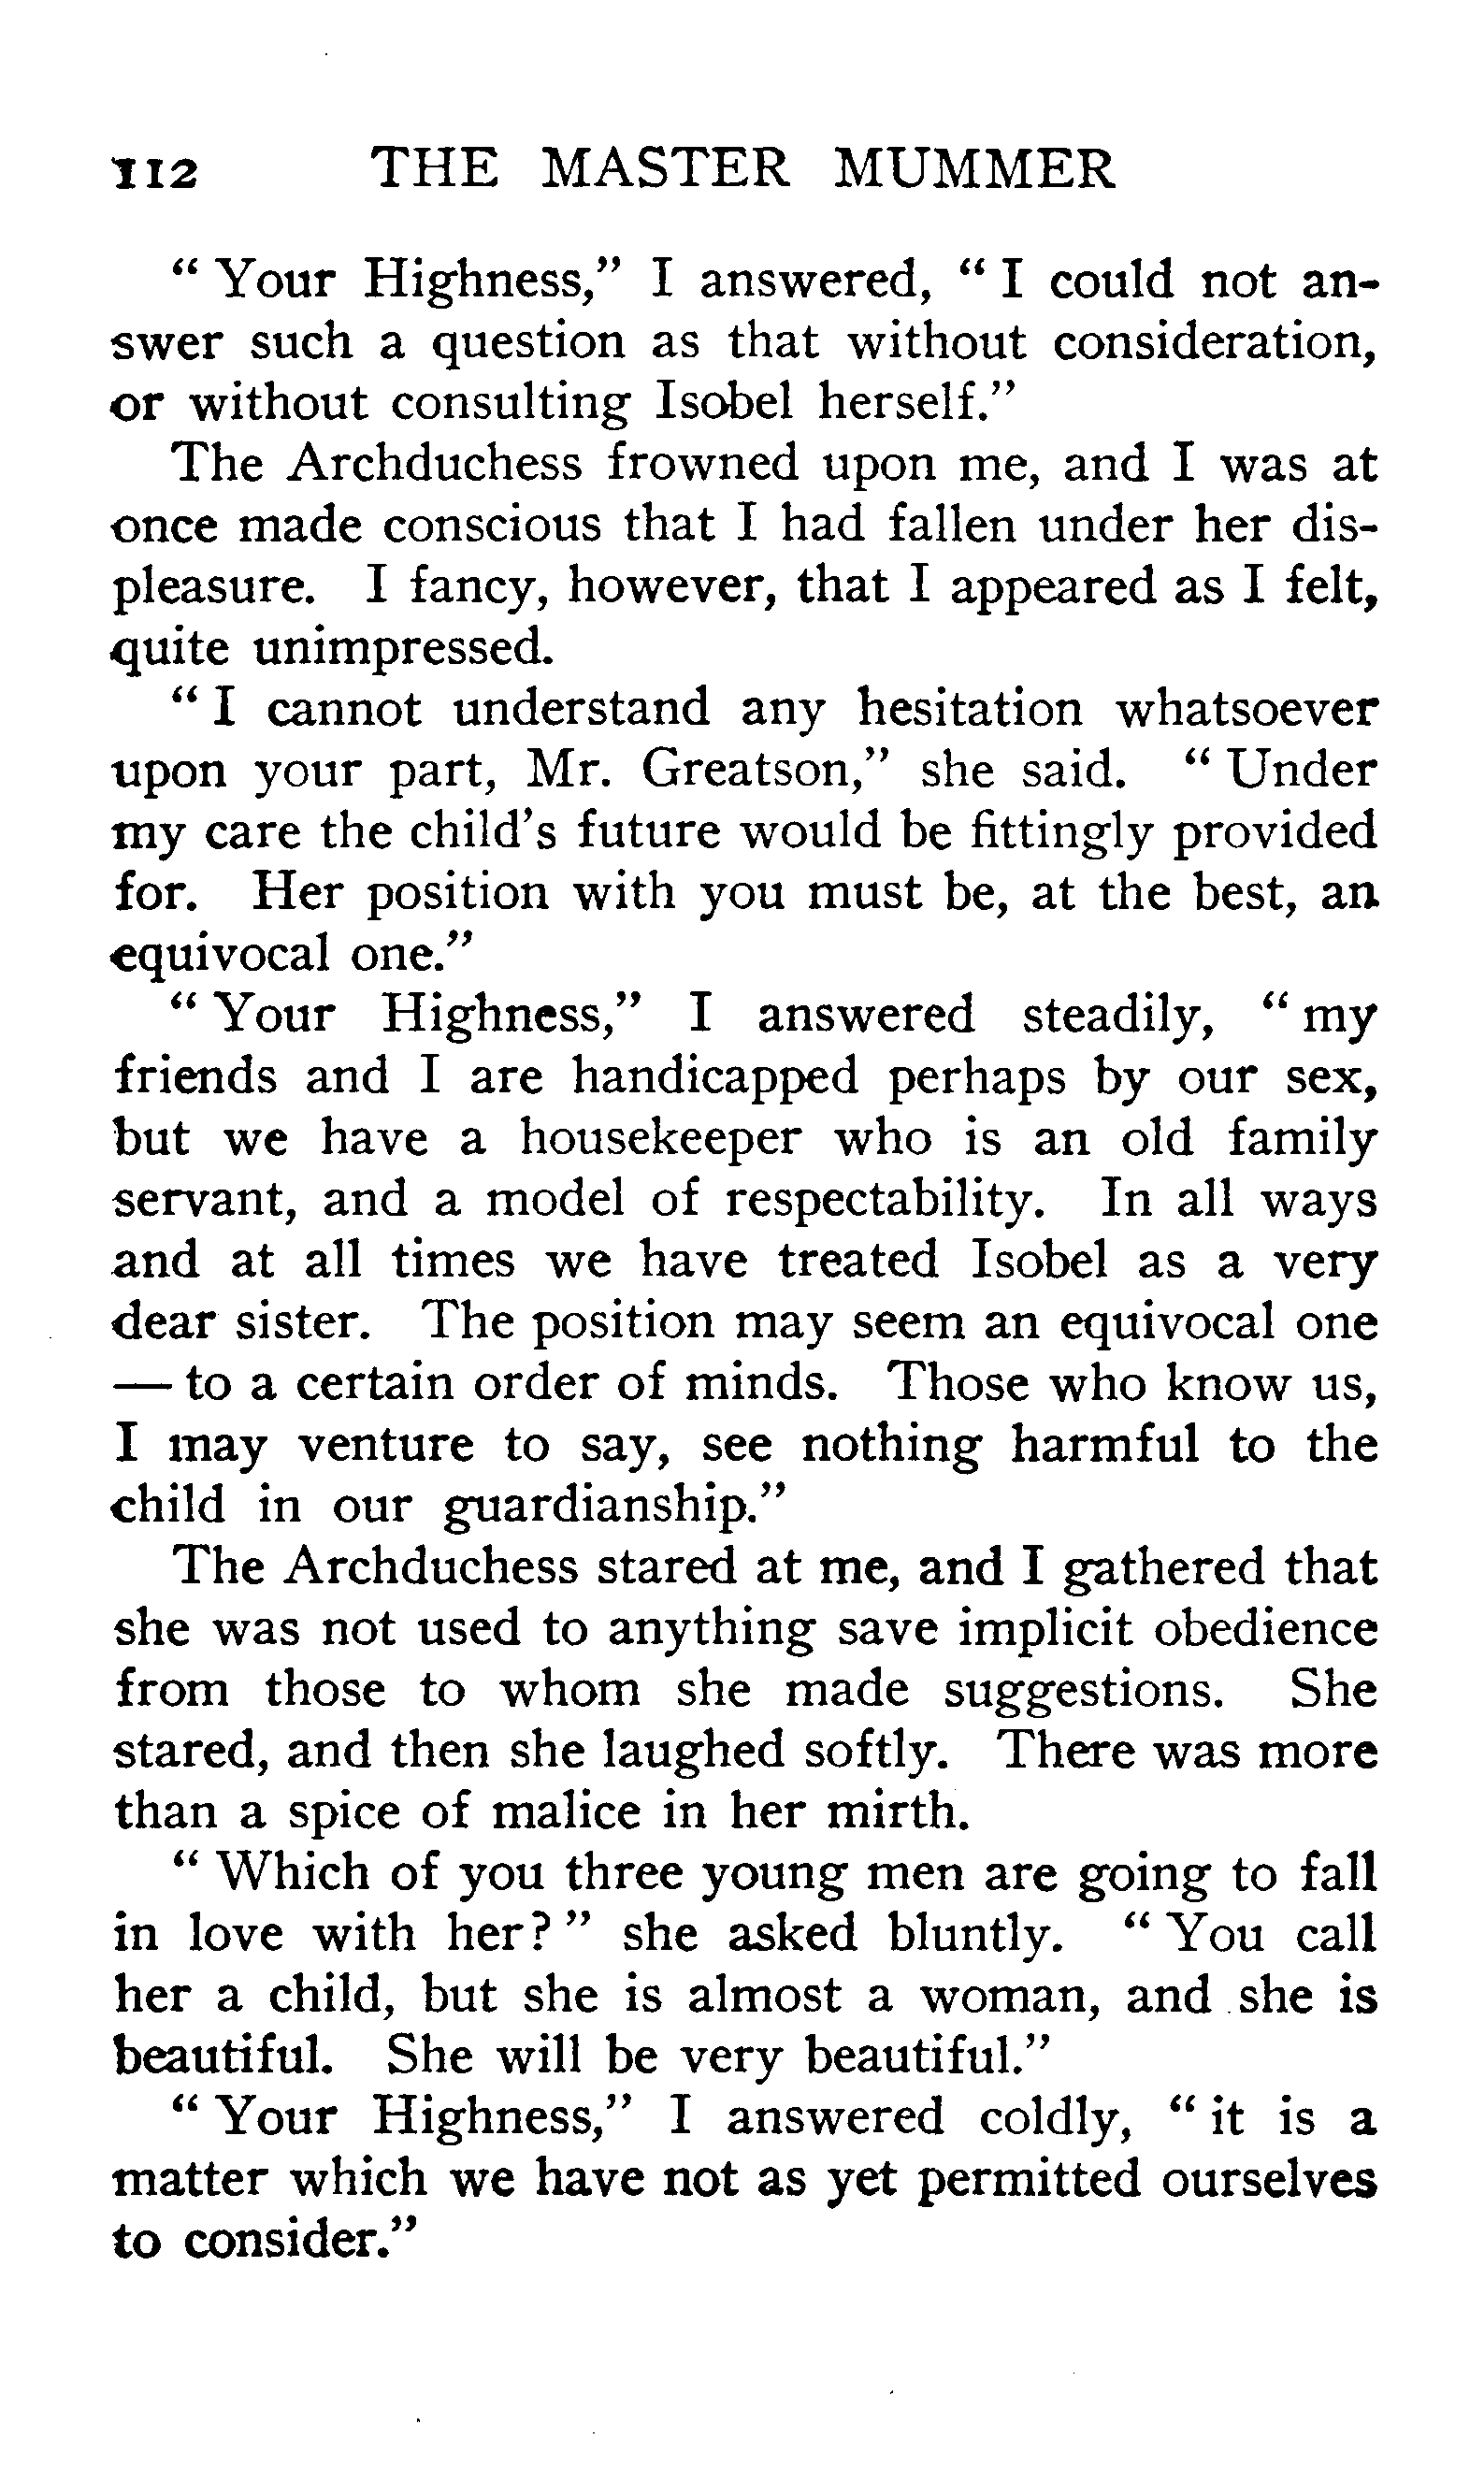 112 THE MASTER MUMMER
" Your Highness," I answered, " I could not an-
swer such a question as that without consideration,
or without consulting Isobel herself."
The Archduchess frowned upon me, and I was at
once made conscious that I had fallen under her dis-
pleasure. I fancy, however, that I appeared as I felt,
quite unimpressed.
" I cannot understand any hesitation whatsoever
upon your part, Mr. Greatson," she said. " Under
my care the child's future would be fittingly provided
for. Her position with you must be, at the best, an
equivocal one."
" Your Highness," I answered steadily, " my
friends and I are handicapped perhaps by our sex,
but we have a housekeeper who is an old family
servant, and a model of respectability. In all ways
and at all times we have treated Isobel as a very
dear sister. The position may seem an equivocal one
— to a certain order of minds. Those who know us,
I may venture to say, see nothing harmful to the
child in our guardianship."
The Archduchess stared at me, and I gathered that
she was not used to anything save implicit obedience
from those to whom she made suggestions. She
stared, and then she laughed softly. There was more
than a spice of malice in her mirth.
" Which of you three young men are going to fall
in love with her? " she asked bluntly. " You call
her a child, but she is almost a woman, and she is
beautiful. She will be very beautiful."
" Your Highness," I answered coldly, " it is a
matter which we have not as yet permitted ourselves
to consider."